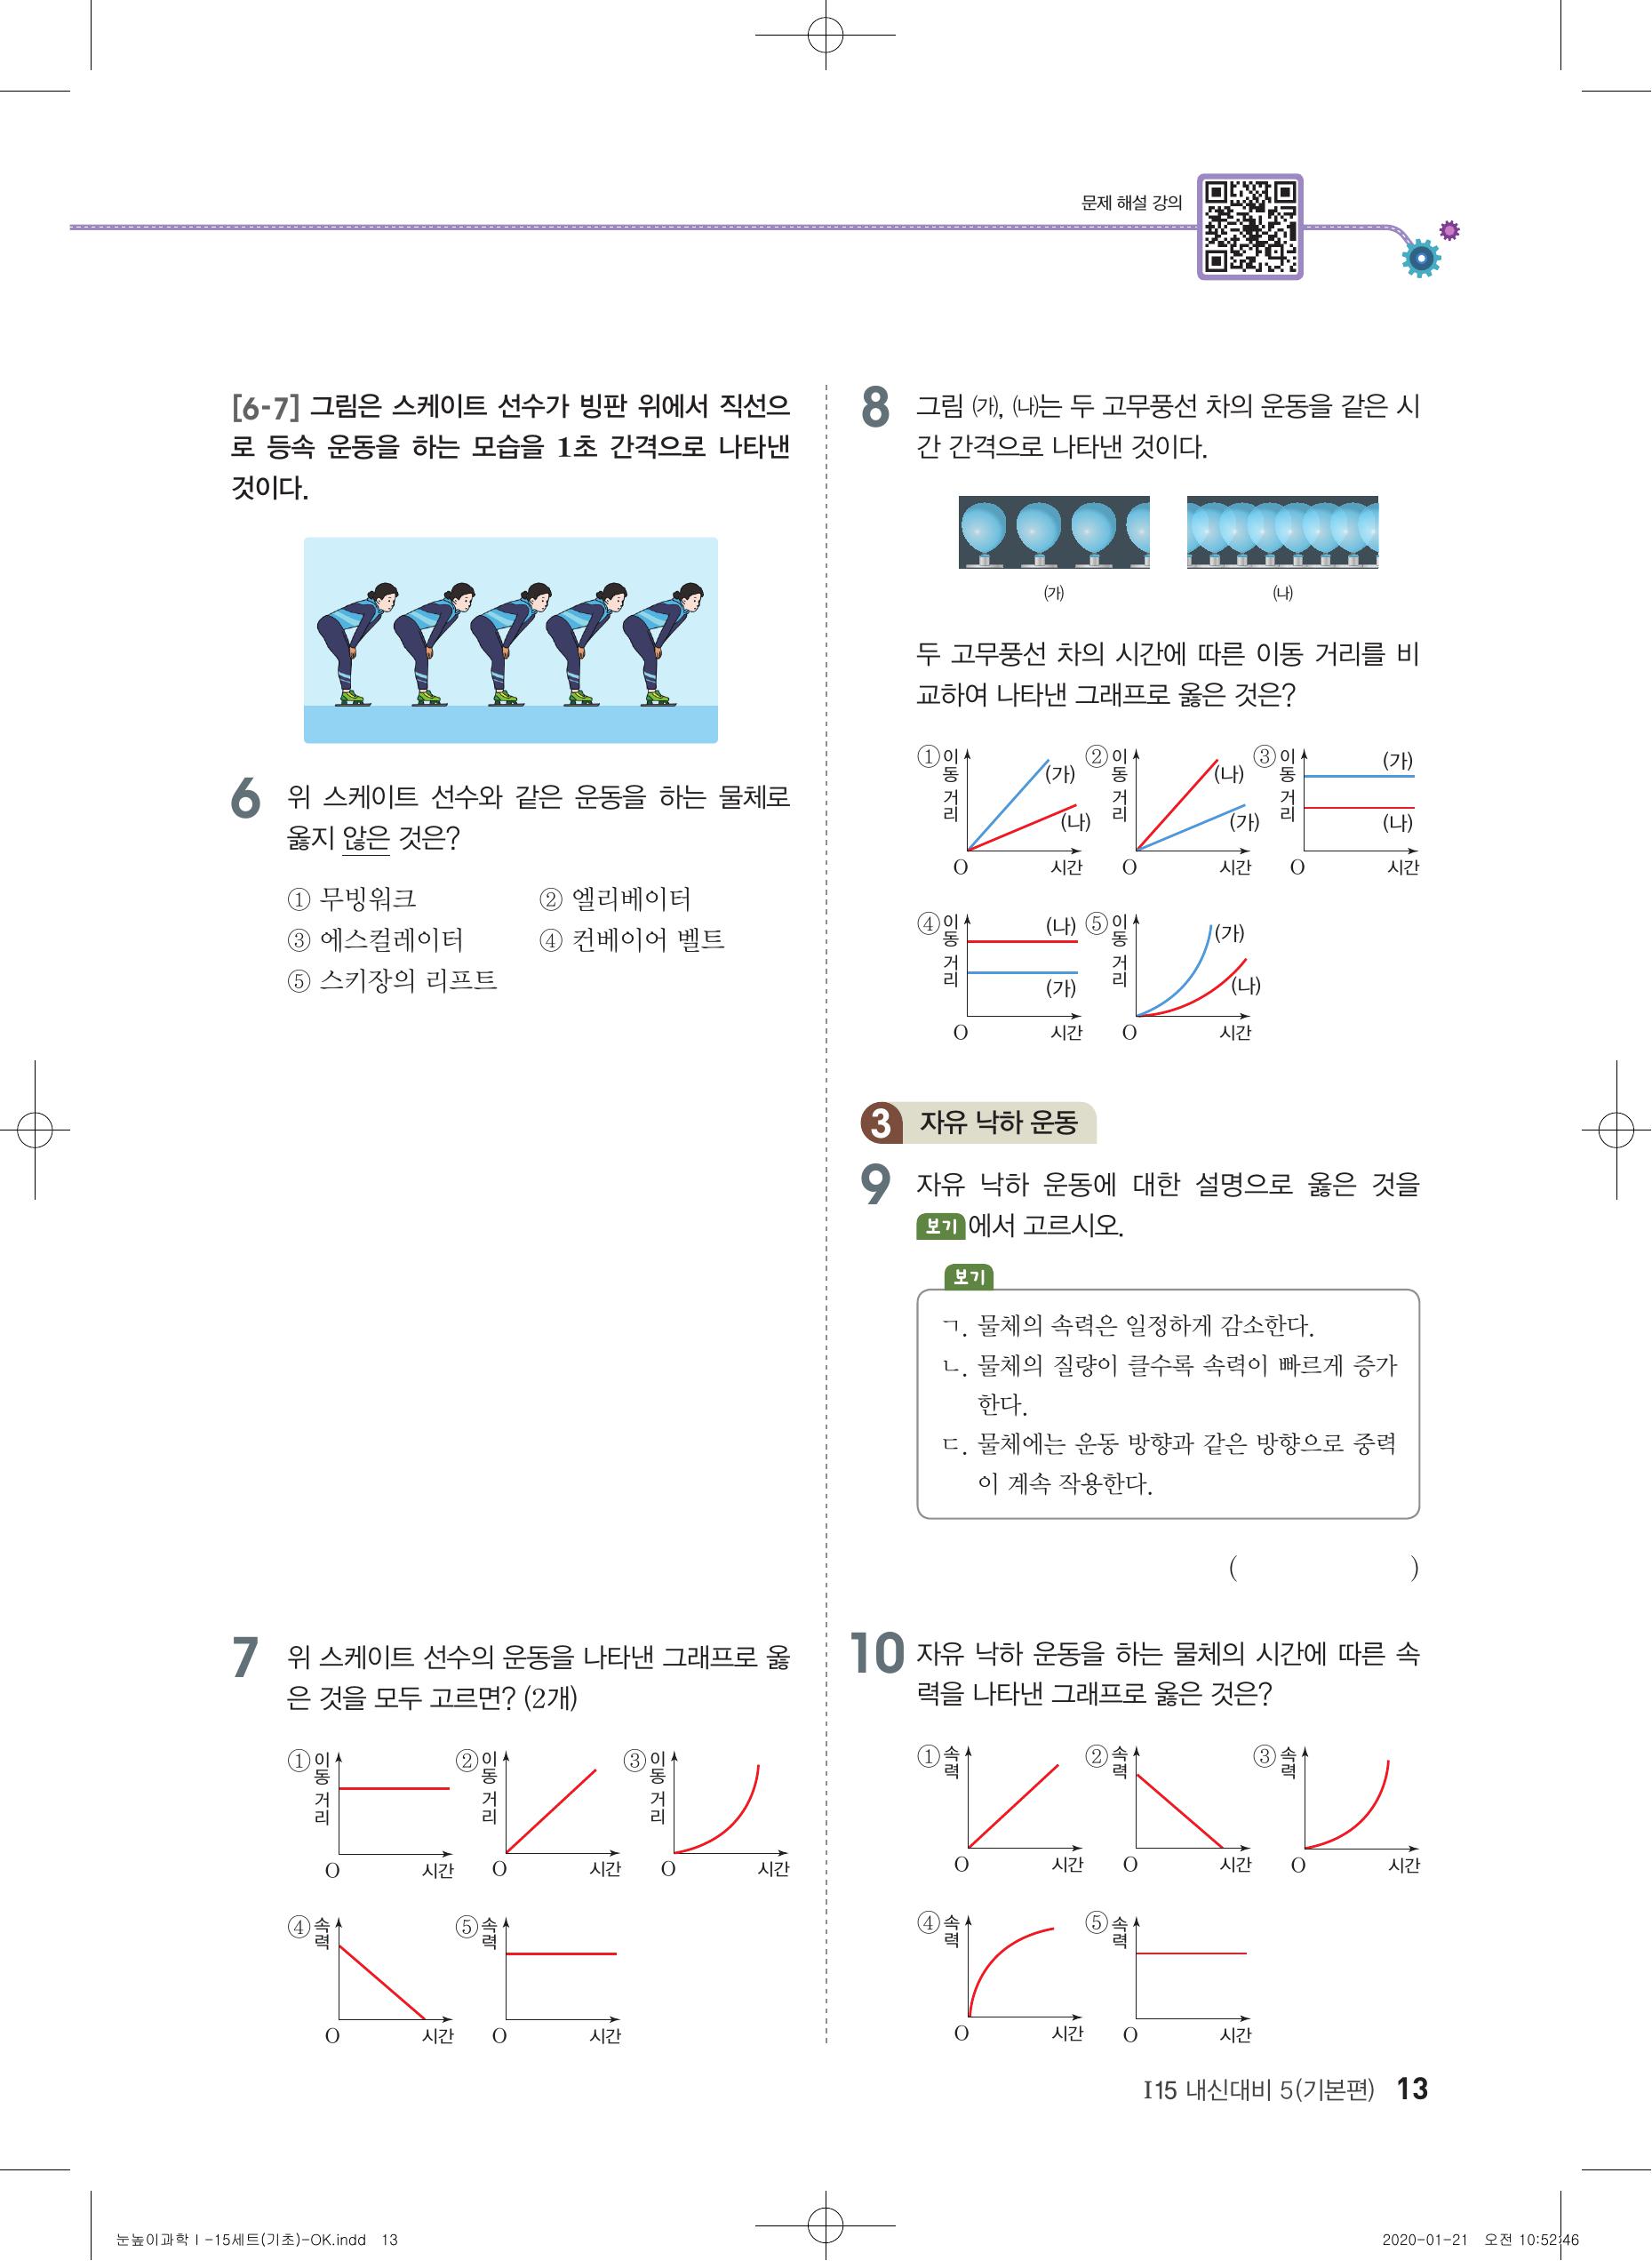 문제 해설 강의
[6-7] 그림은 스케이트 선수가 빙판 위에서 직선으
로 등속 운동을 하는 모습을 1초 간격으로 나타낸
것이다.
6 위 스케이트 선수와 같은 운동을 하는 물체로
옳지 않은 것은?
① 무빙워크 ② 엘리베이터
③ 에스컬레이터 ④ 컨베이어 벨트
⑤ 스키장의 리프트
7 위 스케이트 선수의 운동을 나타낸 그래프로 옳
은 것을 모두 고르면? (2개)
① 이동 거리 O 시간
② 이동 거리 O 시간
③ 이동 거리 O 시간
④ 속력 O 시간
⑤ 속력 O 시간
8 그림 (가), (나)는 두 고무풍선 차의 운동을 같은 시
간 간격으로 나타낸 것이다.
(가) (나)
두 고무풍선 차의 시간에 따른 이동 거리를 비
교하여 나타낸 그래프로 옳은 것은?
① 이동 거리 (가) (나) O 시간
② 이동 거리 (나) (가) O 시간
③ 이동 거리 (가) (나) O 시간
④ 이동 거리 (나) (가) O 시간
⑤ 이동 거리 (가) (나) O 시간
3 자유 낙하 운동
9 자유 낙하 운동에 대한 설명으로 옳은 것을
보기에서 고르시오.
보기
ㄱ. 물체의 속력은 일정하게 감소한다.
ㄴ. 물체의 질량이 클수록 속력이 빠르게 증가
한다.
ㄷ. 물체에는 운동 방향과 같은 방향으로 중력
이 계속 작용한다.
( )
10 자유 낙하 운동을 하는 물체의 시간에 따른 속
력을 나타낸 그래프로 옳은 것은?
① 속력 O 시간
② 속력 O 시간
③ 속력 O 시간
④ 속력 O 시간
⑤ 속력 O 시간
I15 내신대비 5(기본편) 13
눈높이과학Ⅰ-15세트(기초)-OK.indd 13
2020-01-21 오전 10:52:46